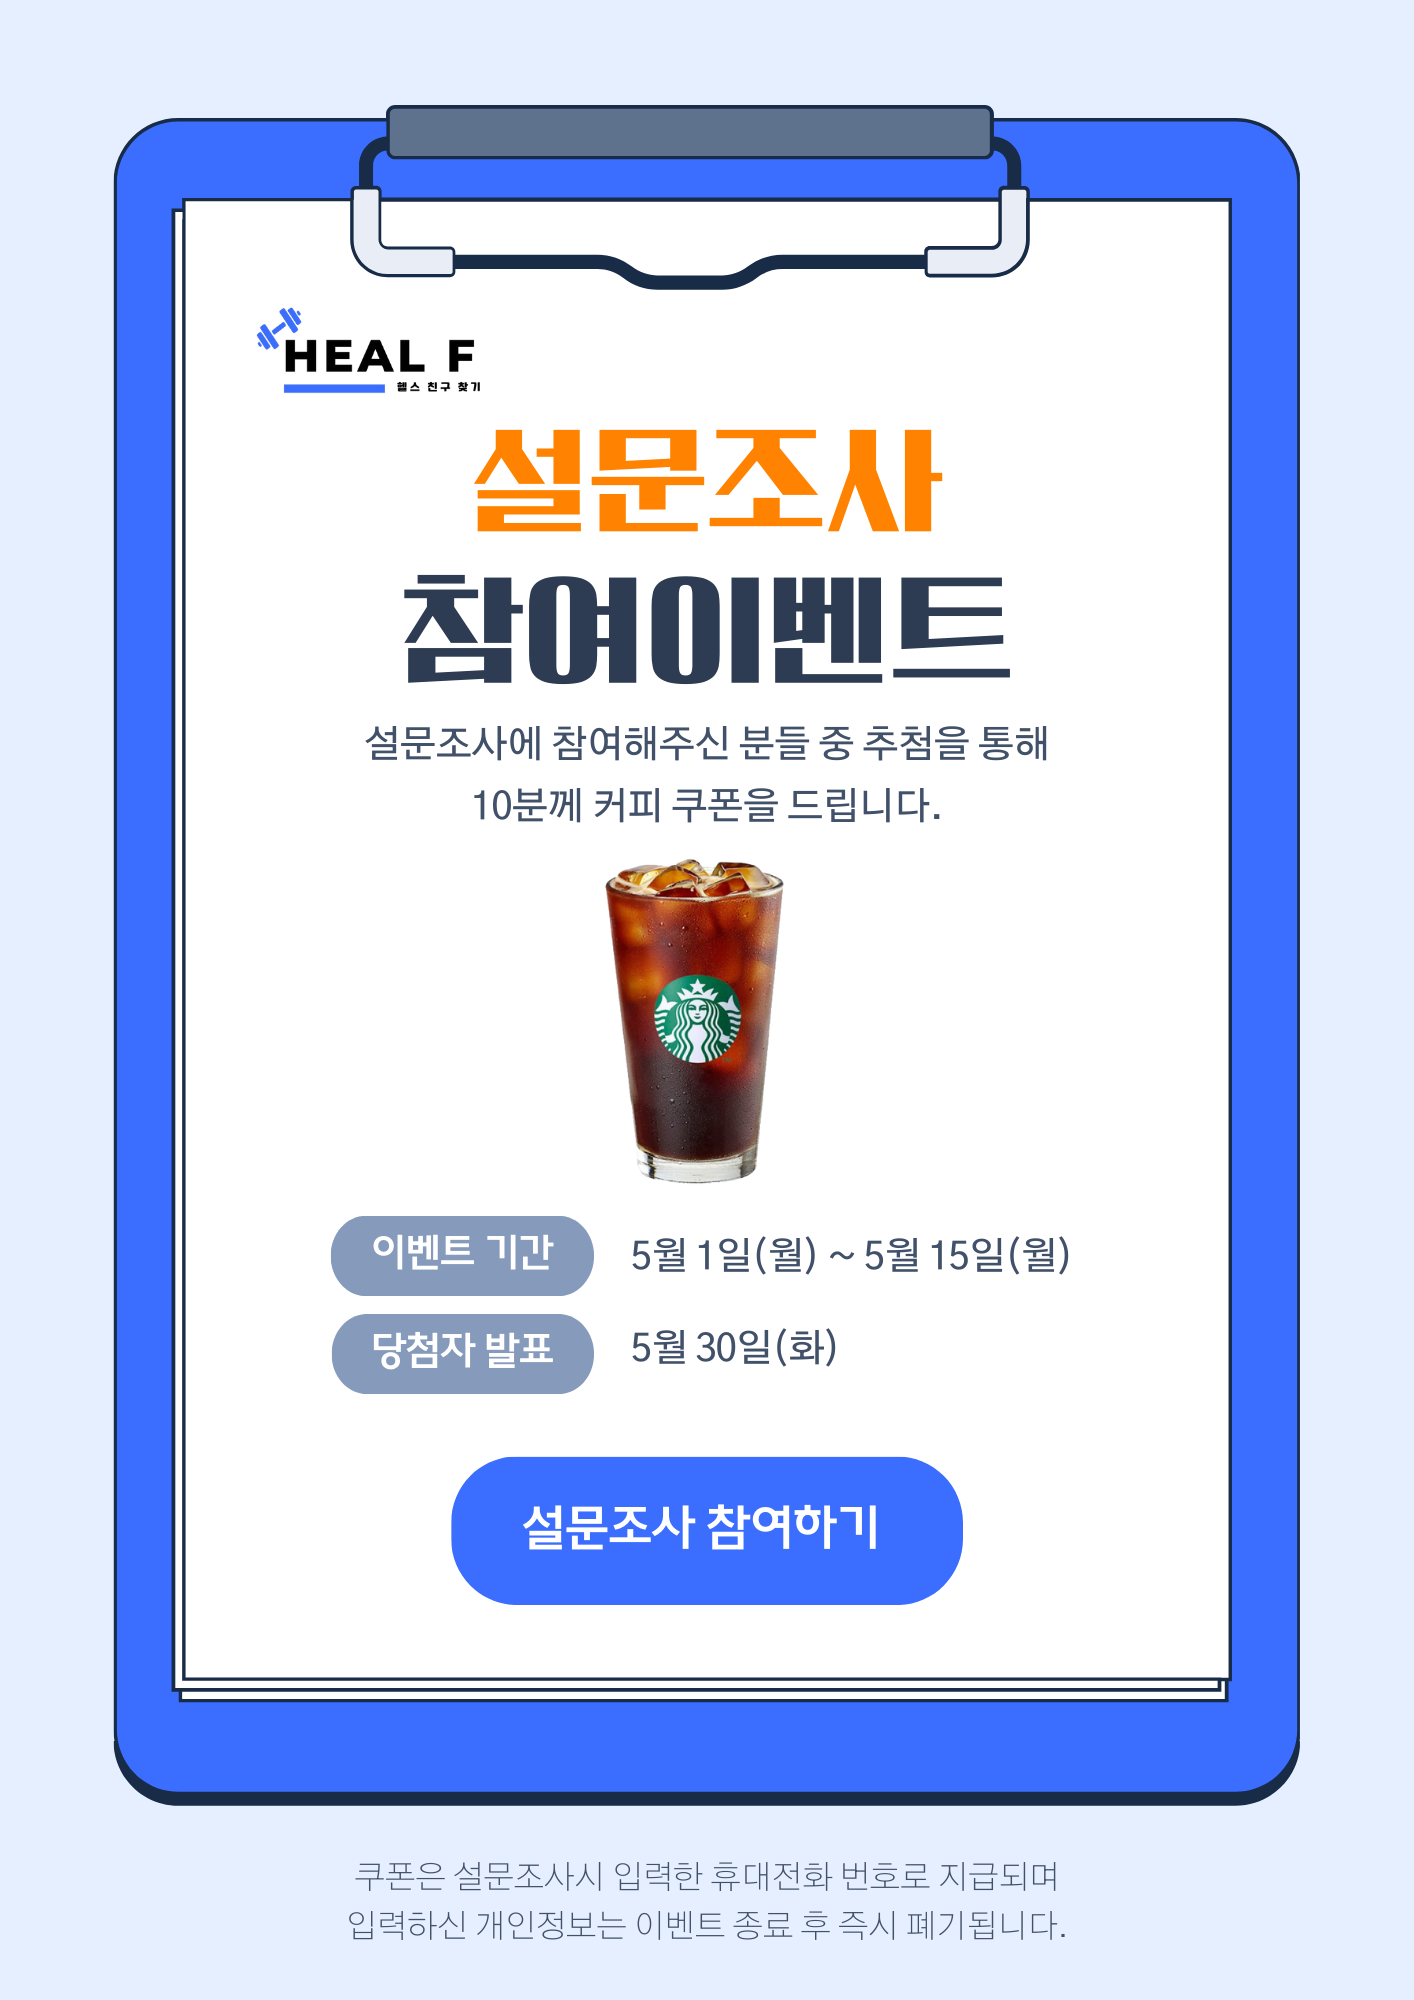 HEAL F
헬스 친구 찾기
설문조사
참여이벤트
설문조사에 참여해주신 분들 중 추첨을 통해
10분께 커피 쿠폰을 드립니다.
이벤트 기간 5월 1일(월) ~ 5월 15일(월)
당첨자 발표 5월 30일(화)
설문조사 참여하기
쿠폰은 설문조사시 입력한 휴대전화 번호로 지급되며
입력하신 개인정보는 이벤트 종료 후 즉시 폐기됩니다.